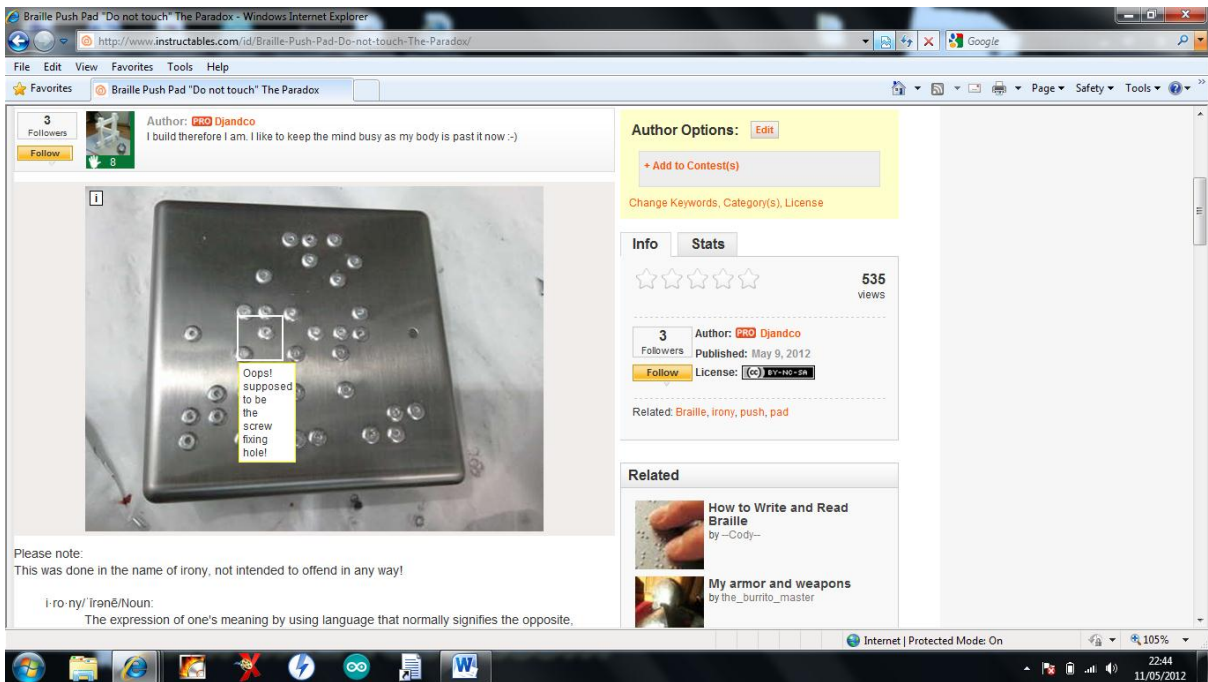 Braille Push Pad "Do not touch" The Paradox - Windows Internet Explorer
http://www.instructables.com/id/Braille-Push-Pad-Do-not-touch-The-Paradox/
Google
File Edit View Favorites Tools Help
Favorites
Braille Push Pad "Do not touch" The Paradox
Page Safety Tools
3
Followers
Follow
8
Author: PRO Djandco
I build therefore I am. I like to keep the mind busy as my body is past it now :-)
i
Oops!
supposed
to be
the
screw
fixing
hole!
Please note:
This was done in the name of irony, not intended to offend in any way!
i·ro·ny/ˈīrənē/Noun:
The expression of one's meaning by using language that normally signifies the opposite,
Author Options: Edit
+ Add to Contest(s)
Change Keywords, Category(s), License
Info Stats
535
views
3
Followers
Follow
Author: PRO Djandco
Published: May 9, 2012
License: (cc) BY-NC-SA
Related: Braille, irony, push, pad
Related
How to Write and Read
Braille
by --Cody--
My armor and weapons
by the_burrito_master
Internet | Protected Mode: On
105%
W
22:44
11/05/2012